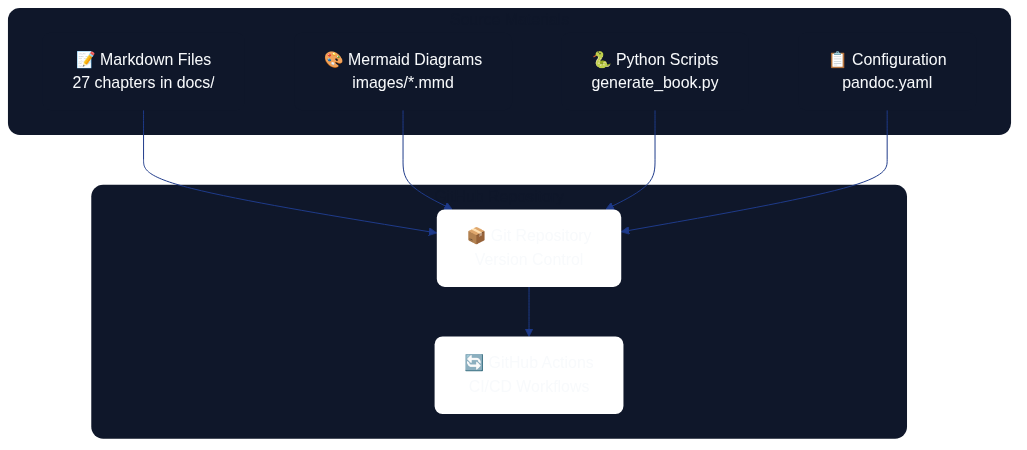 📝 Markdown Files
27 chapters in docs/
🎨 Mermaid Diagrams
images/*.mmd
🐍 Python Scripts
generate_book.py
📋 Configuration
pandoc.yaml
📦 Git Repository
Version Control
🔄 GitHub Actions
CI/CD Workflows